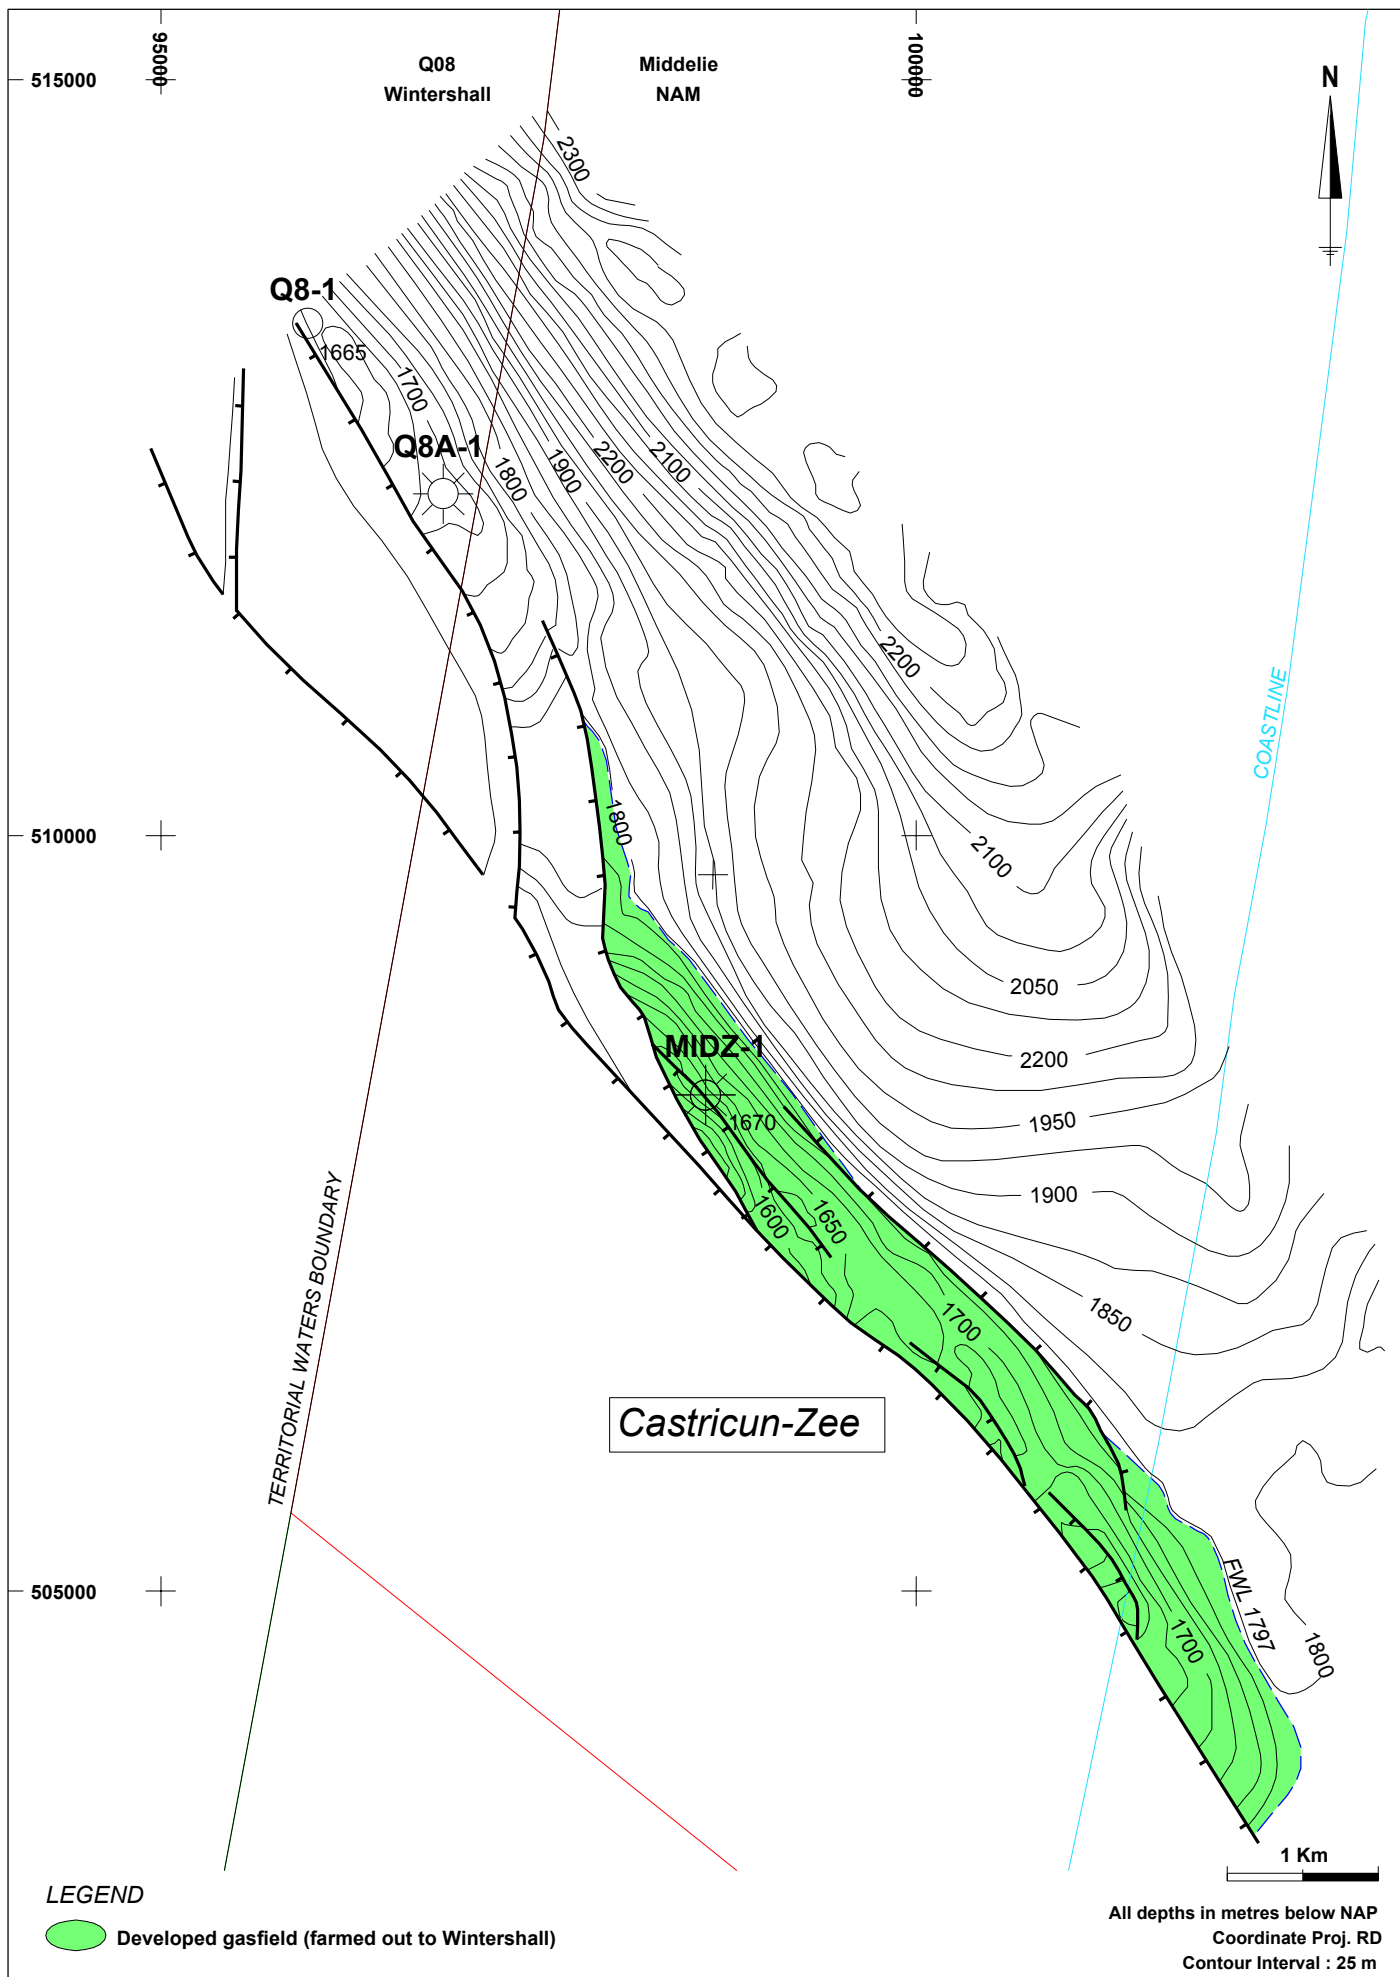 95000
100000
515000
Q08
Wintershall
Middelie
NAM
N
2300
Q8-1
1665
1700
Q8A-1
1800
1900
2200
2100
2200
COASTLINE
510000
1800
2100
2050
2200
MIDZ-1
1670
1950
1900
1600
1650
1850
1700
TERRITORIAL WATERS BOUNDARY
Castricun-Zee
505000
FWL 1797
1700
1800
1 Km
LEGEND
Developed gasfield (farmed out to Wintershall)
All depths in metres below NAP
Coordinate Proj. RD
Contour Interval : 25 m